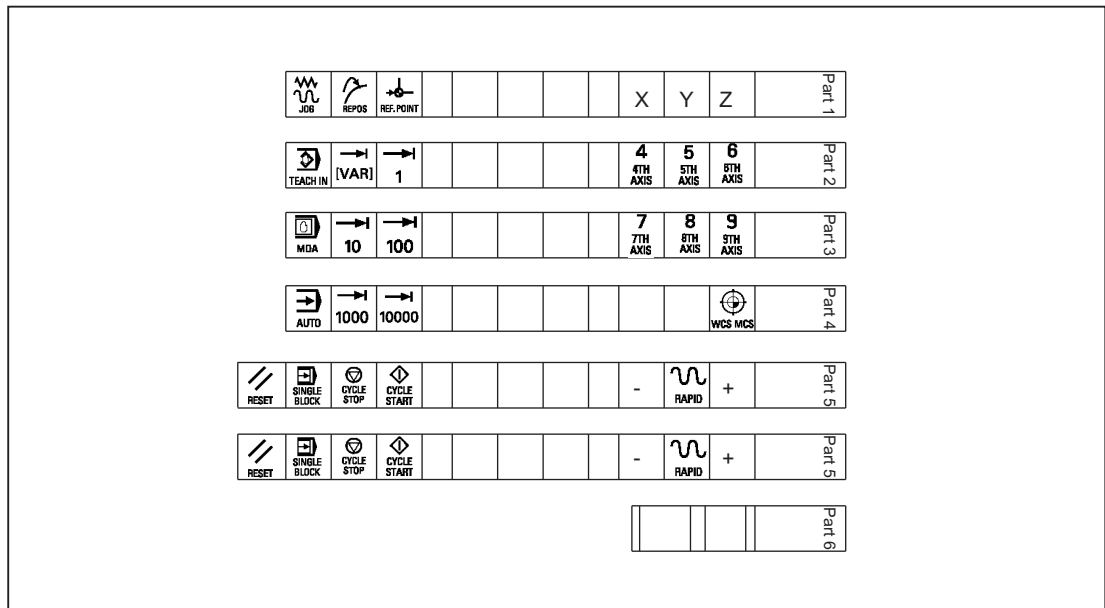 JOG REPOS REF. POINT X Y Z Part 1
4 5 6
TEACH IN [VAR] 1 4TH AXIS 5TH AXIS 6TH AXIS Part 2
7 8 9
MDA 10 100 7TH AXIS 8TH AXIS 9TH AXIS Part 3
AUTO 1000 10000 WCS MCS Part 4
RESET SINGLE BLOCK CYCLE STOP CYCLE START - RAPID + Part 5
RESET SINGLE BLOCK CYCLE STOP CYCLE START - RAPID + Part 5
Part 6